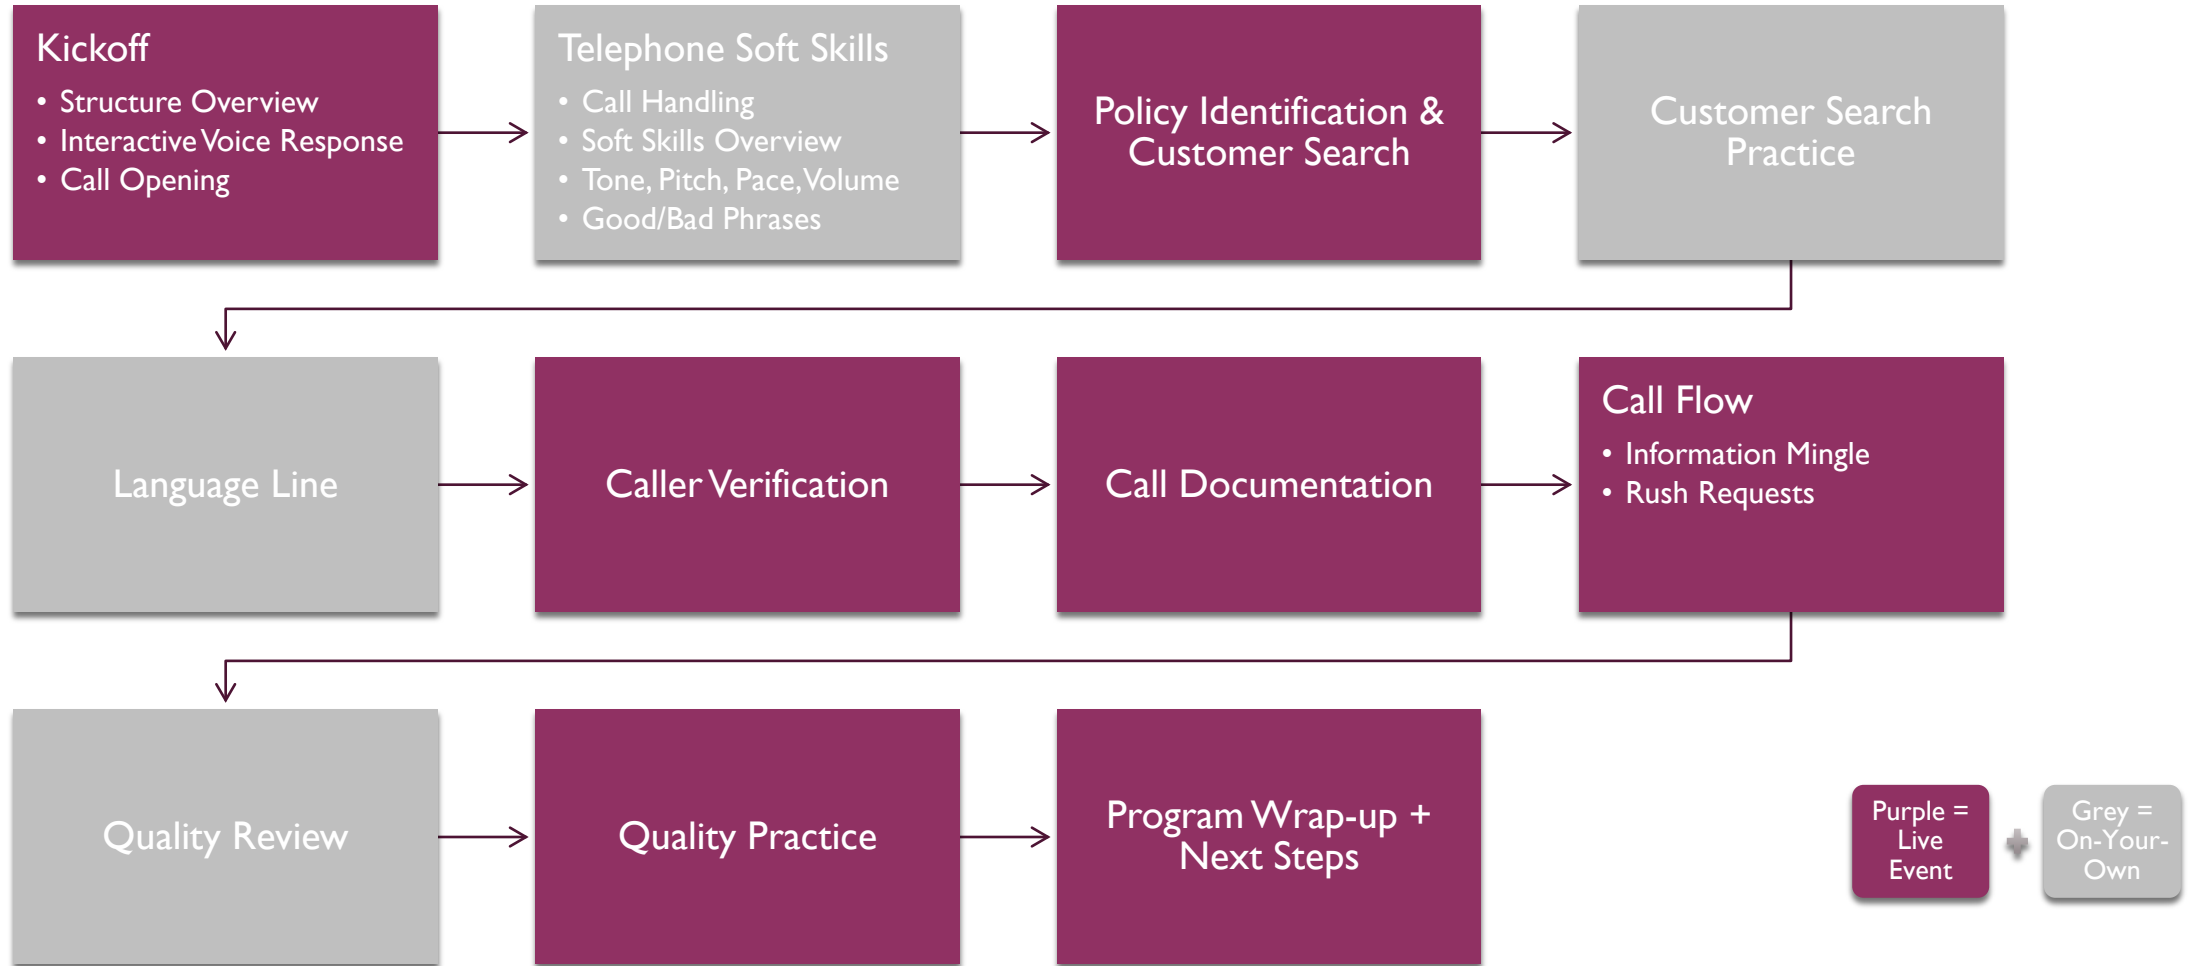 Kickoff
• Structure Overview
• Interactive Voice Response
• Call Opening
Telephone Soft Skills
• Call Handling
• Soft Skills Overview
• Tone, Pitch, Pace, Volume
• Good/Bad Phrases
Policy Identification &
Customer Search
Customer Search
Practice
Language Line
Caller Verification
Call Documentation
Call Flow
• Information Mingle
• Rush Requests
Quality Review
Quality Practice
Program Wrap-up +
Next Steps
Purple =
Live
Event
Grey =
On-Your-
Own